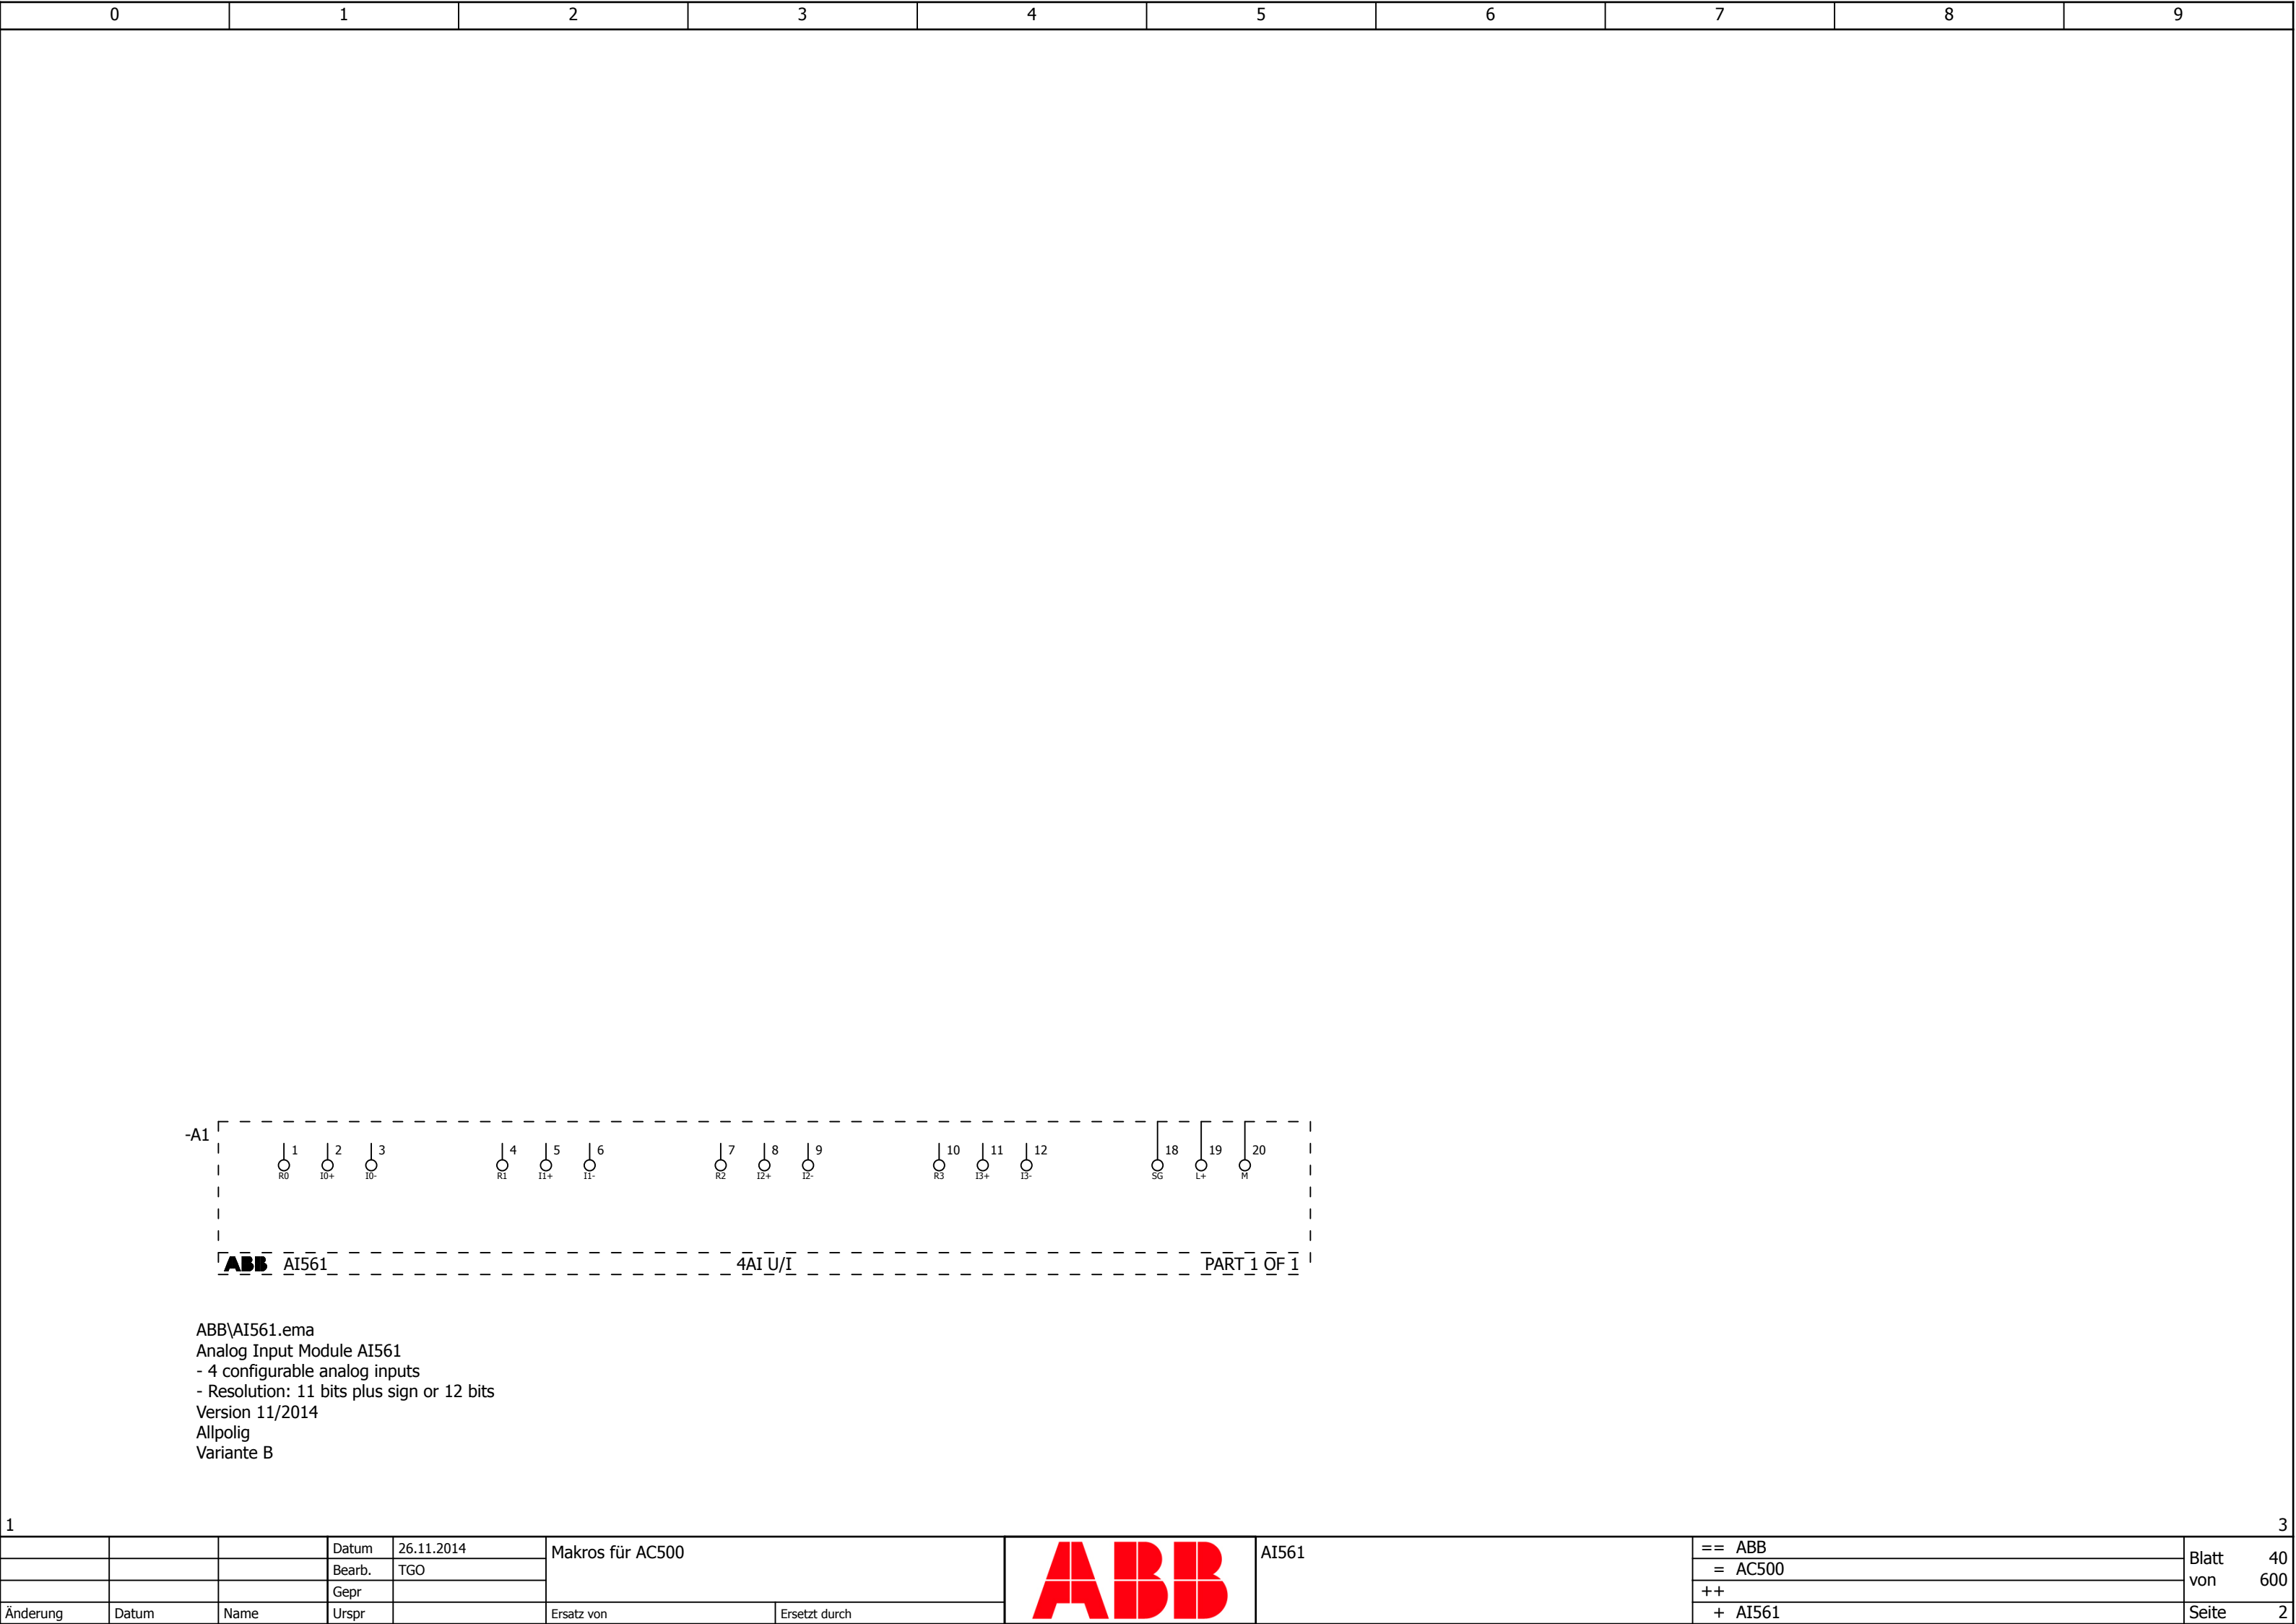 0 1 2 3 4 5 6 7 8 9
-A1
1 2 3 4 5 6 7 8 9 10 11 12 18 19 20
R0 I0+ I0- R1 I1+ I1- R2 I2+ I2- R3 I3+ I3- SG L+ M
ABB AI561 4AI U/I PART 1 OF 1
ABB\AI561.ema
Analog Input Module AI561
- 4 configurable analog inputs
- Resolution: 11 bits plus sign or 12 bits
Version 11/2014
Allpolig
Variante B
1 3
Datum 26.11.2014
Bearb. TGO
Gepr
Änderung Datum Name Urspr
Makros für AC500
Ersatz von Ersetzt durch
ABB
AI561
== ABB
= AC500
++
+ AI561
Blatt 40
von 600
Seite 2